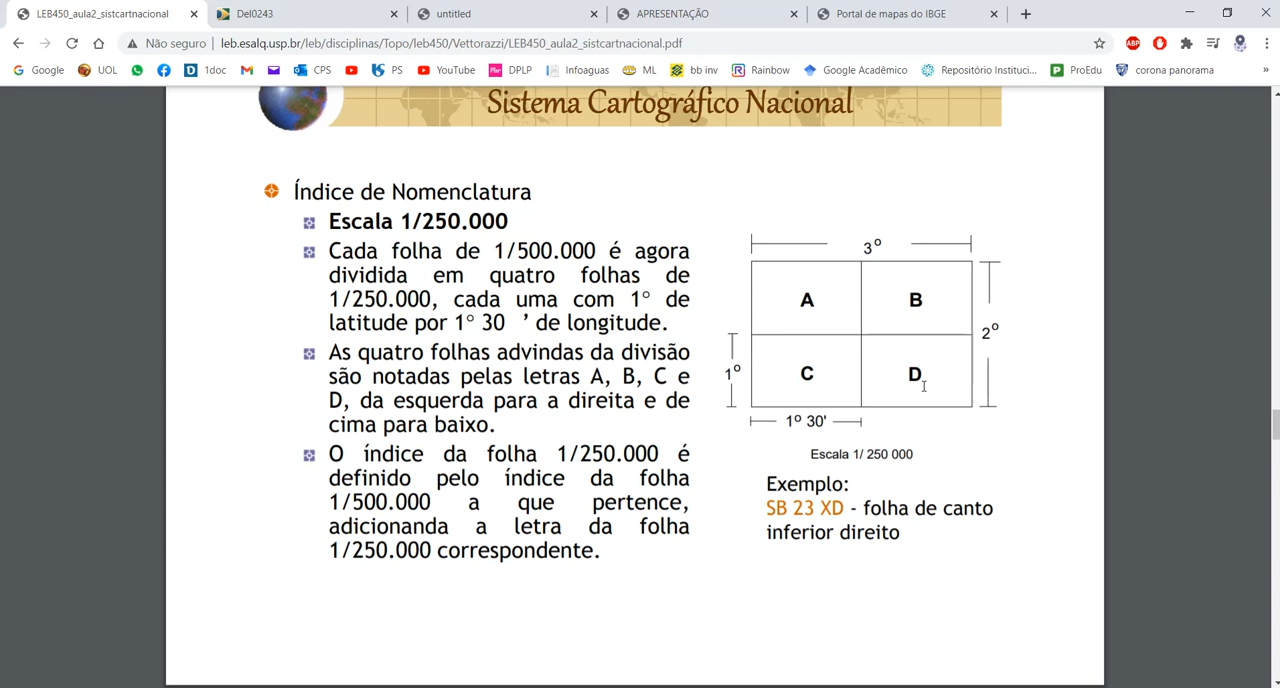 LEB450_aula2_sistcartnacional
Del0243
untitled
APRESENTAÇÃO
Portal de mapas do IBGE
Não seguro
leb.esalq.usp.br/leb/disciplinas/Topo/leb450/Vettorazzi/LEB450_aula2_sistcartnacional.pdf
ABP
Google
UOL
1doc
CPS
PS
YouTube
DPLP
Infoaguas
ML
bb inv
Rainbow
Google Acadêmico
Repositório Instituci...
ProEdu
corona panorama
»
Sistema Cartográfico Nacional
Índice de Nomenclatura
Escala 1/250.000
Cada folha de 1/500.000 é agora
dividida em quatro folhas de
1/250.000, cada uma com 1° de
latitude por 1° 30 ’ de longitude.
As quatro folhas advindas da divisão
são notadas pelas letras A, B, C e
D, da esquerda para a direita e de
cima para baixo.
O índice da folha 1/250.000 é
definido pelo índice da folha
1/500.000 a que pertence,
adicionanda a letra da folha
1/250.000 correspondente.
3º
A
B
2º
1º
C
D
1º 30'
Escala 1/ 250 000
Exemplo:
SB 23 XD - folha de canto
inferior direito